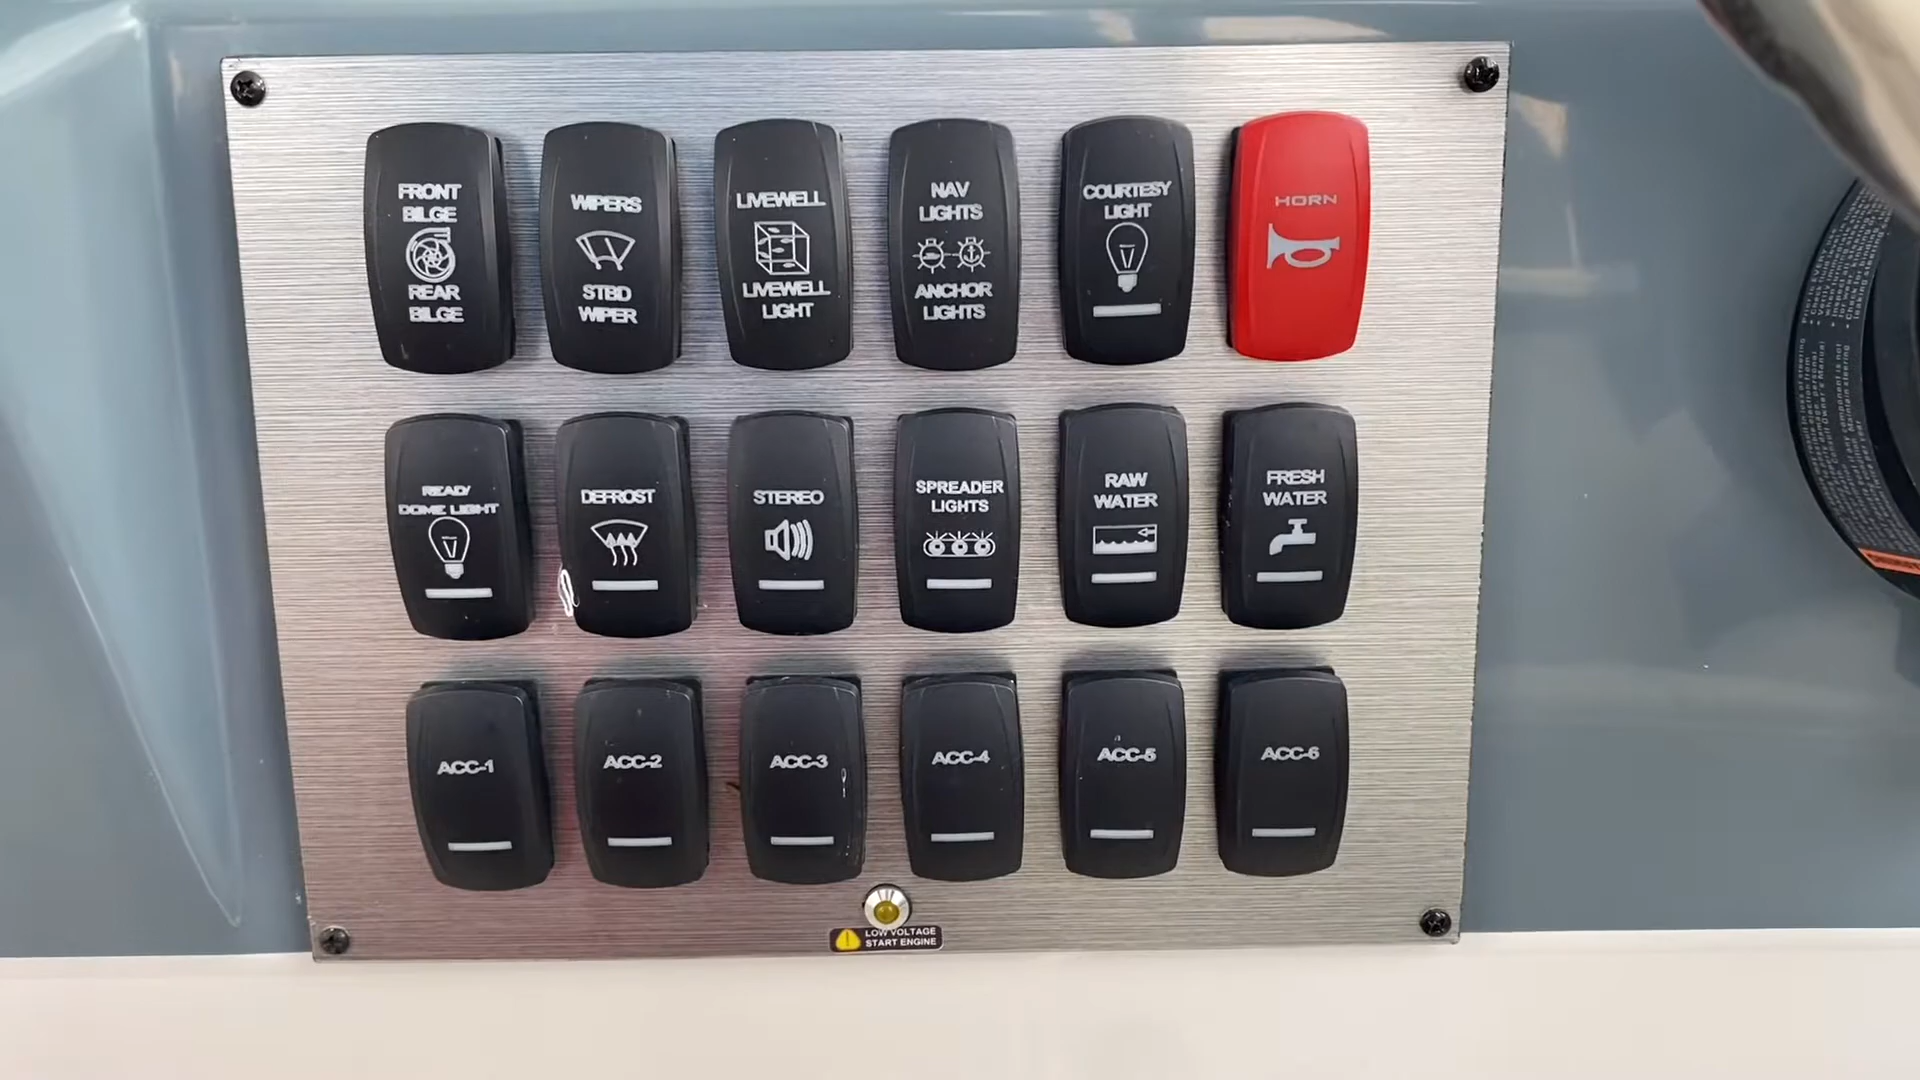 FRONT
BILGE
REAR
BILGE
WIPERS
STBD
WIPER
LIVEWELL
LIVEWELL
LIGHT
NAV
LIGHTS
ANCHOR
LIGHTS
COURTESY
LIGHT
HORN
READ/
DOME LIGHT
DEFROST
STEREO
SPREADER
LIGHTS
RAW
WATER
FRESH
WATER
ACC-1
ACC-2
ACC-3
ACC-4
ACC-5
ACC-6
LOW VOLTAGE
START ENGINE